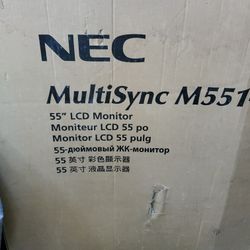 NEC
MultiSync M551
55" LCD Monitor
Moniteur LCD 55 po
Monitor LCD 55 pulg
55-дюймовый ЖК-монитор
55 英寸 彩色显示器
55 英寸 液晶显示器